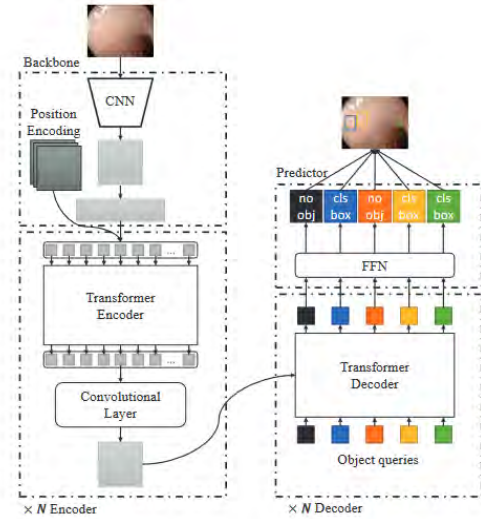 Backbone
CNN
Position
Encoding
...
Transformer
Encoder
...
Convolutional
Layer
× N Encoder
Predictor
no
obj
cls
box
no
obj
cls
box
cls
box
FFN
Transformer
Decoder
Object queries
× N Decoder